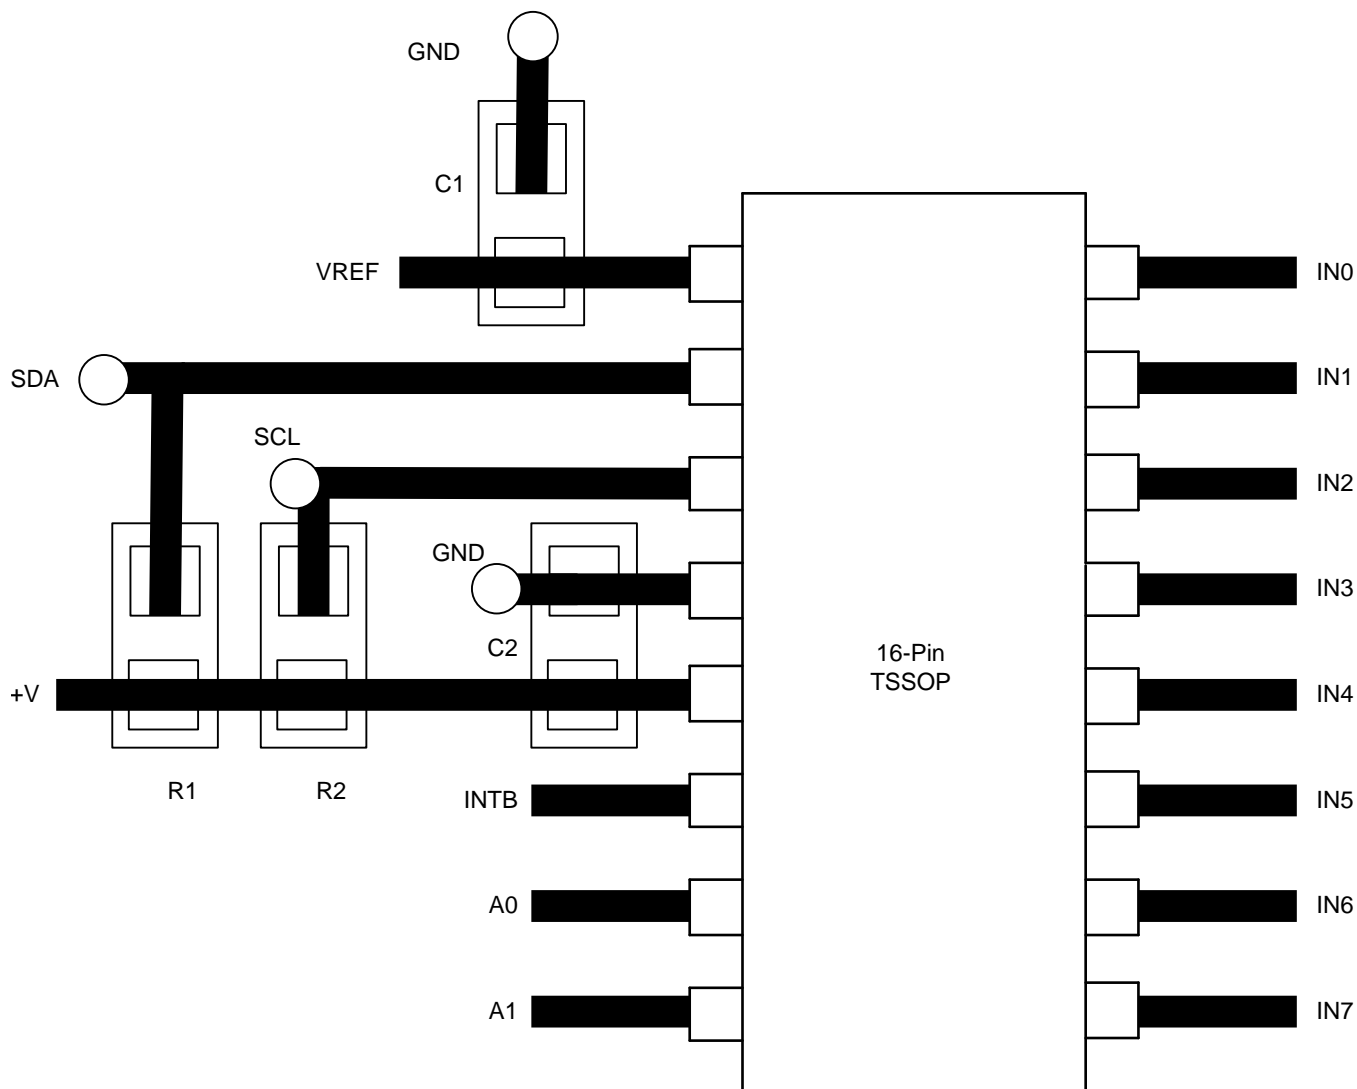 GND
C1
VREF
IN0
SDA
IN1
SCL
IN2
GND
IN3
C2
16-Pin
TSSOP
+V
IN4
R1
R2
INTB
IN5
A0
IN6
A1
IN7